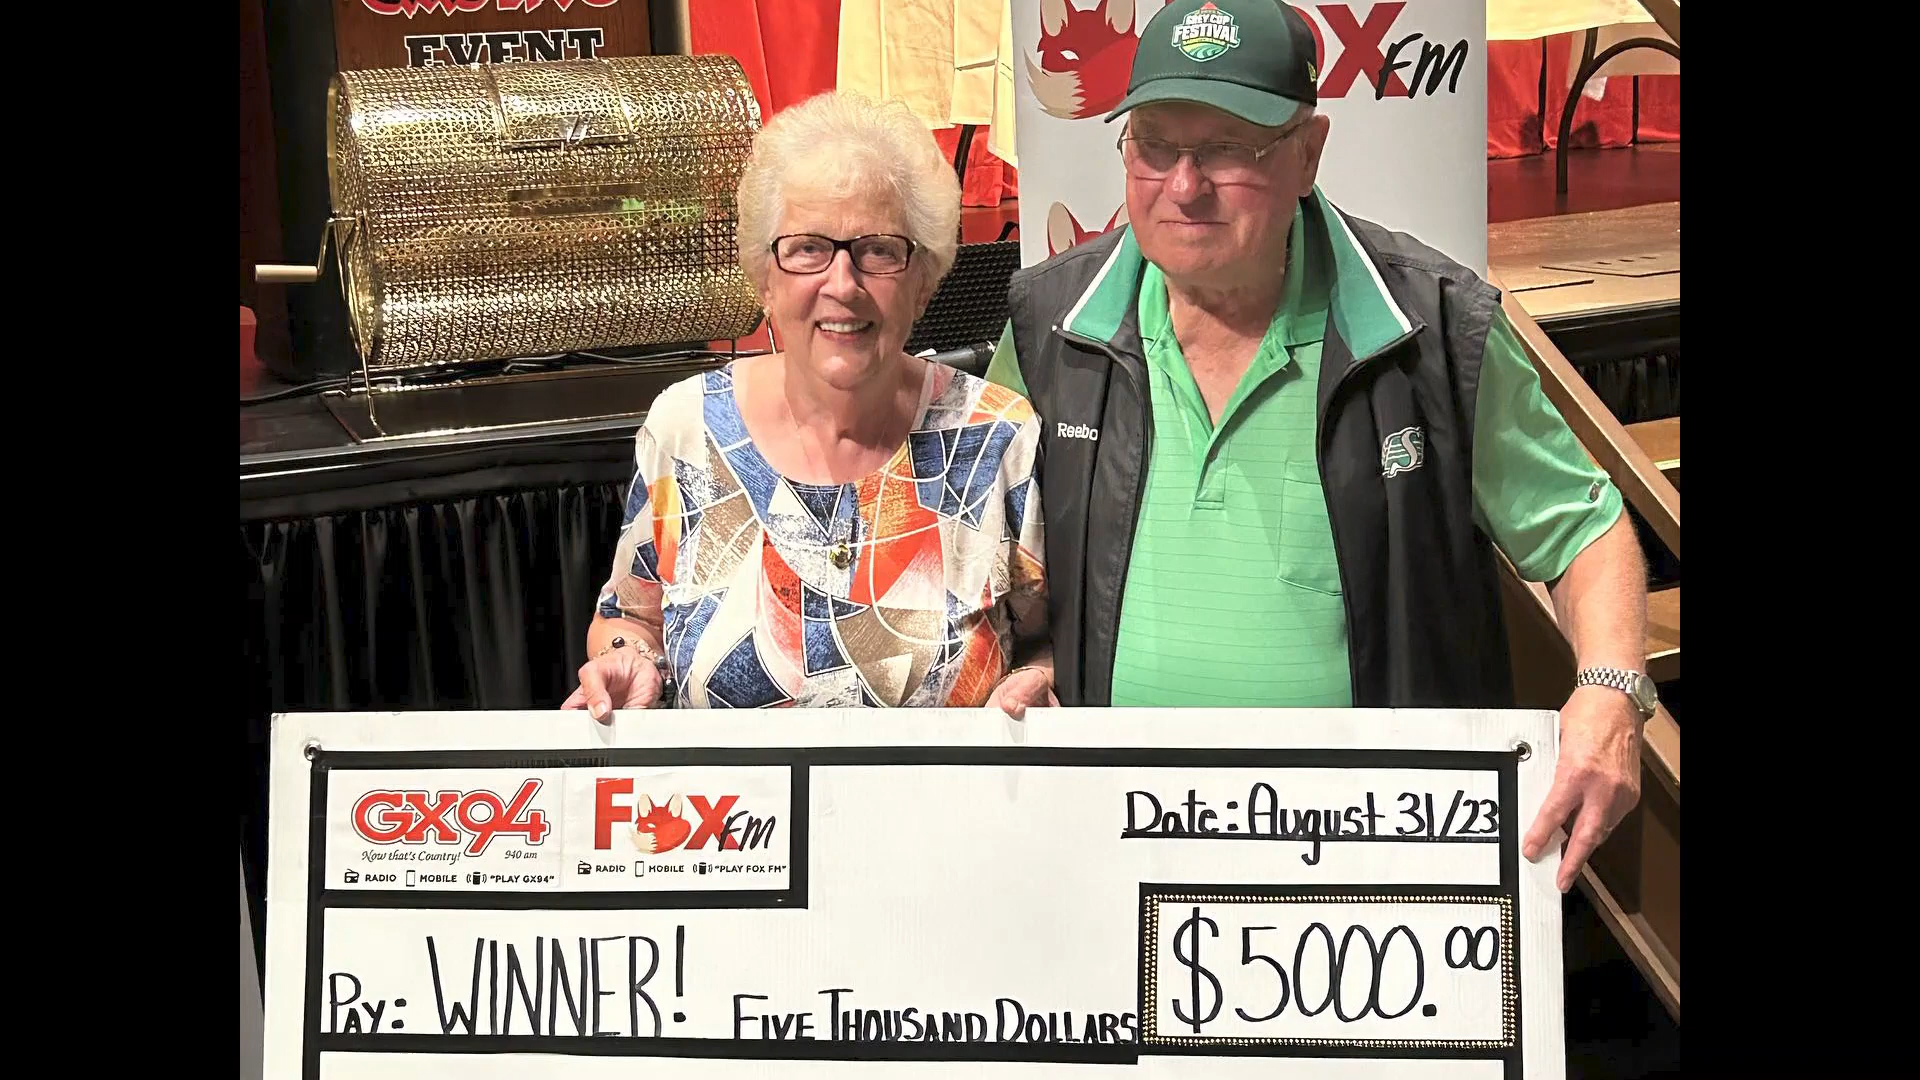 EVENT
GREY CUP
FESTIVAL
FOX FM
Reebo
S
GX94
Now that's Country! 940 am
RADIO MOBILE "PLAY GX94"
FOX FM
RADIO MOBILE "PLAY FOX FM"
Date: August 31/23
$5000.00
Pay: WINNER! FIVE THOUSAND DOLLARS